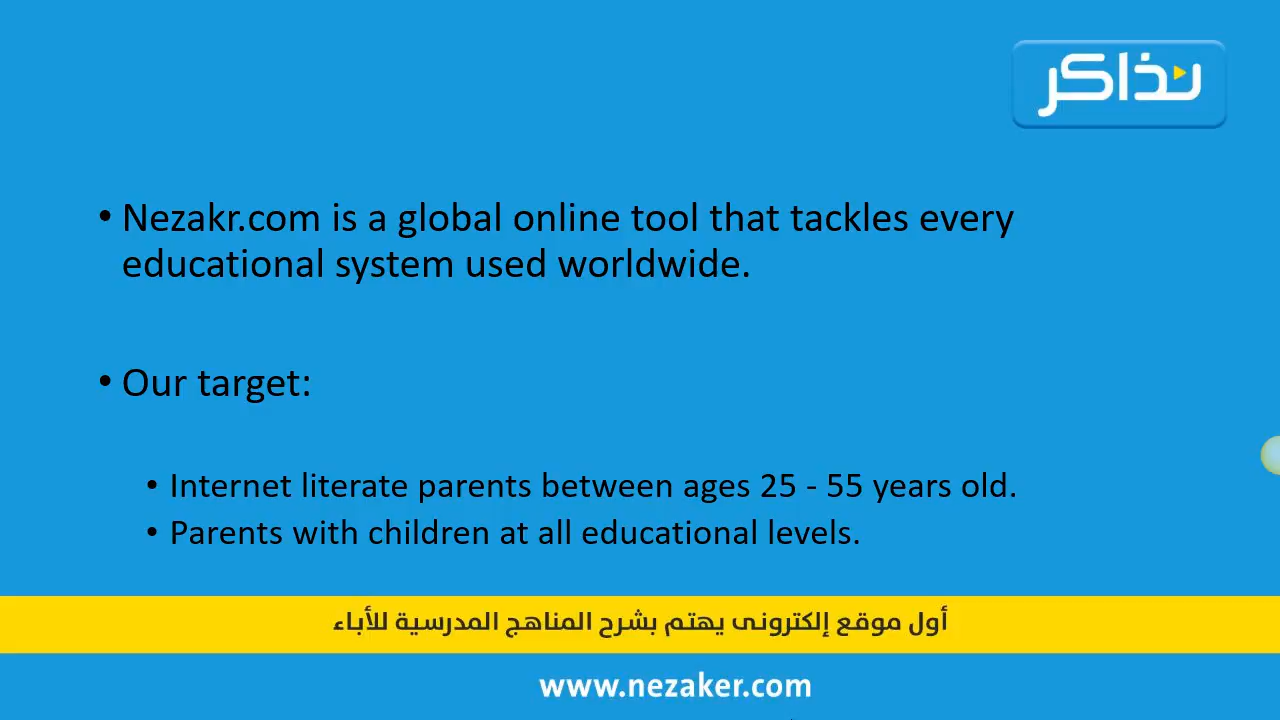 نذاكر
• Nezakr.com is a global online tool that tackles every
educational system used worldwide.
• Our target:
• Internet literate parents between ages 25 - 55 years old.
• Parents with children at all educational levels.
أول موقع إلكترونى يهتم بشرح المناهج المدرسية للأباء
www.nezaker.com